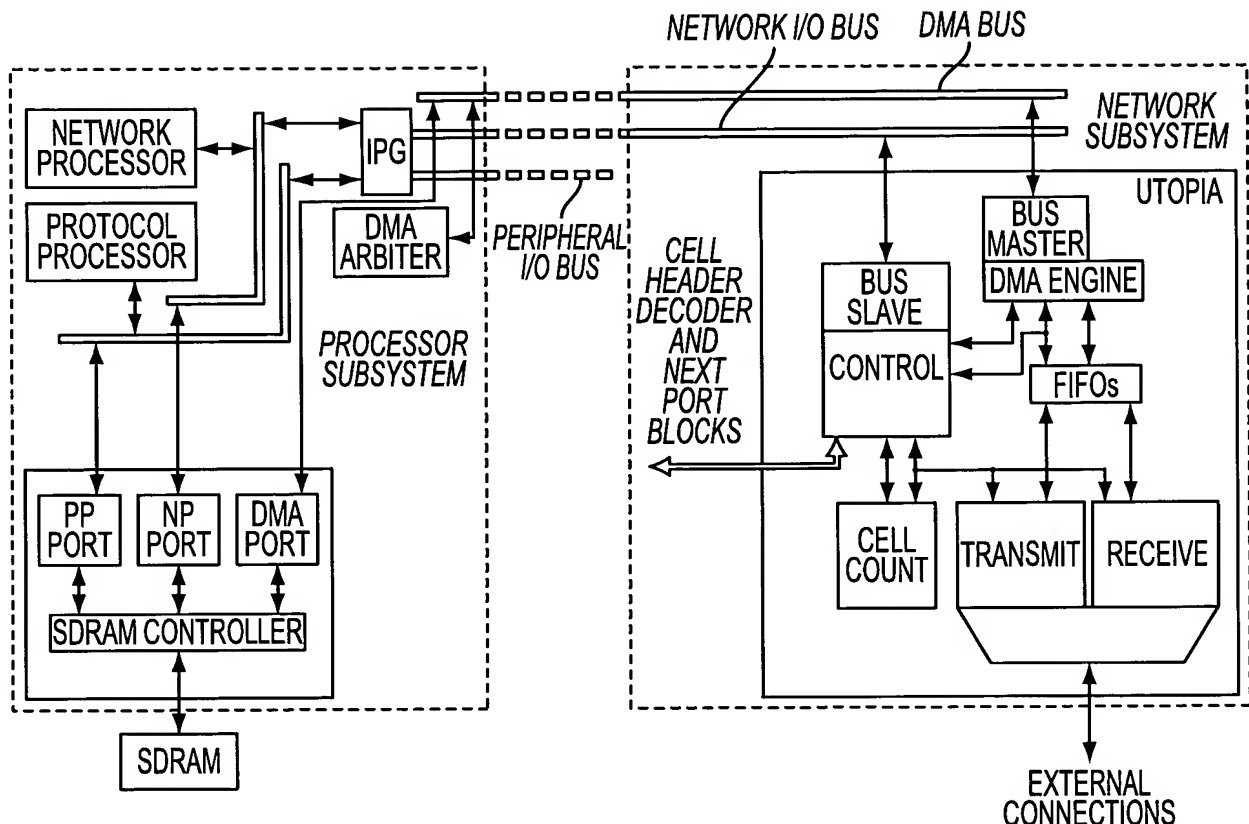 NETWORK I/O BUS
DMA BUS
NETWORK
PROCESSOR
PROTOCOL
PROCESSOR
IPG
DMA
ARBITER
PERIPHERAL
I/O BUS
PROCESSOR
SUBSYSTEM
PP
PORT
NP
PORT
DMA
PORT
SDRAM CONTROLLER
SDRAM
NETWORK
SUBSYSTEM
UTOPIA
CELL
HEADER
DECODER
AND
NEXT
PORT
BLOCKS
BUS
SLAVE
CONTROL
BUS
MASTER
DMA ENGINE
FIFOs
CELL
COUNT
TRANSMIT
RECEIVE
EXTERNAL
CONNECTIONS